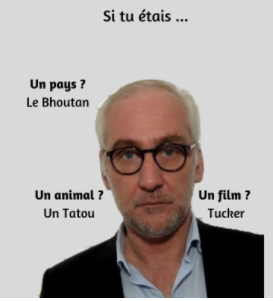 Si tu étais ...
Un pays ?
Le Bhoutan
Un animal ?
Un Tatou
Un film ?
Tucker